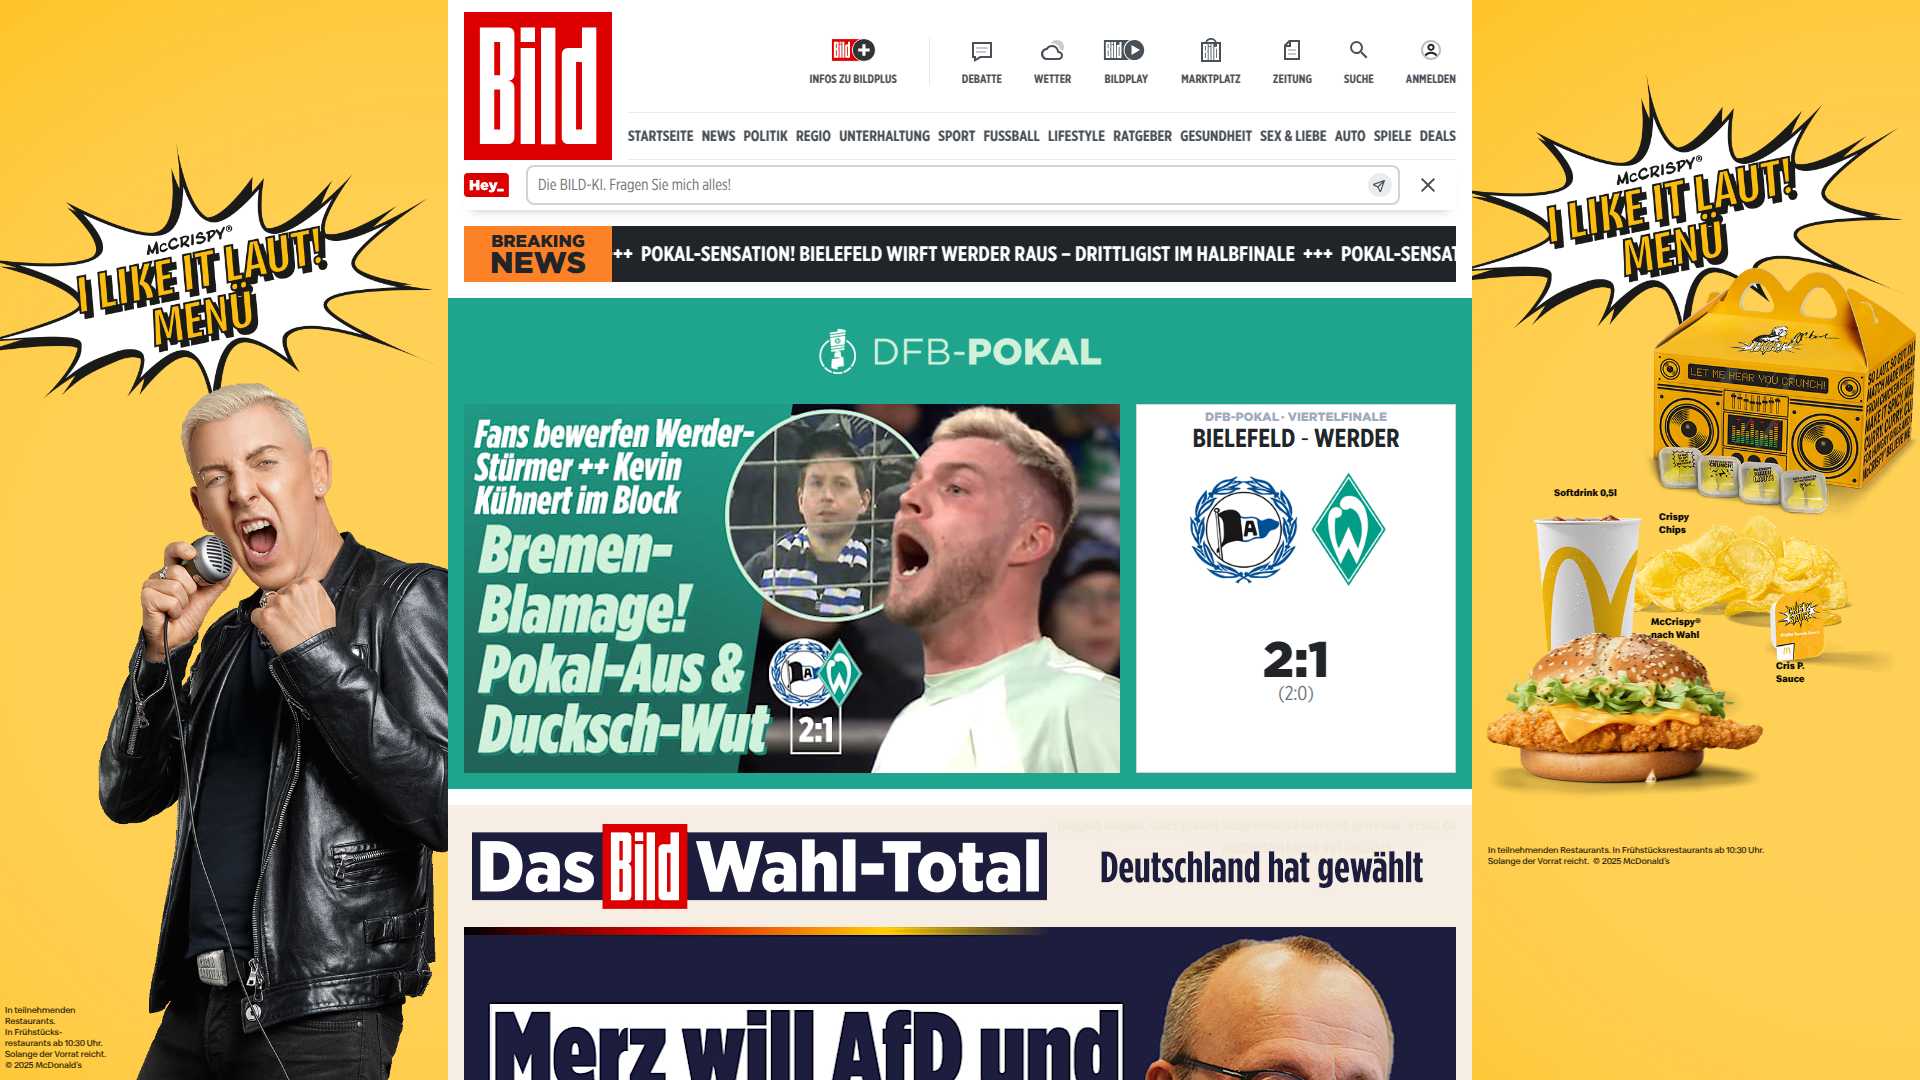 Bild
INFOS ZU BILDPLUS
DEBATTE
WETTER
BILDPLAY
MARKTPLATZ
ZEITUNG
SUCHE
ANMELDEN
STARTSEITE NEWS POLITIK REGIO UNTERHALTUNG SPORT FUSSBALL LIFESTYLE RATGEBER GESUNDHEIT SEX & LIEBE AUTO SPIELE DEALS
Hey_
Die BILD-KI. Fragen Sie mich alles!
BREAKING
NEWS
++ POKAL-SENSATION! BIELEFELD WIRFT WERDER RAUS – DRITTLIGIST IM HALBFINALE +++ POKAL-SENSAT
McCRISPY®
I LIKE IT LAUT!
MENÜ
In teilnehmenden
Restaurants.
In Frühstücks-
restaurants ab 10:30 Uhr.
Solange der Vorrat reicht.
© 2025 McDonald's
DFB-POKAL
Fans bewerfen Werder-
Stürmer ++ Kevin
Kühnert im Block
Bremen-
Blamage!
Pokal-Aus &
Ducksch-Wut
2:1
DFB-POKAL · VIERTELFINALE
BIELEFELD - WERDER
2:1
(2:0)
Das Bild Wahl-Total
Deutschland hat gewählt
Merz will AfD und
McCRISPY®
I LIKE IT LAUT!
MENÜ
LET ME HEAR YOU CRUNCH!
Softdrink 0,5l
Crispy
Chips
McCrispy®
nach Wahl
Cris P.
Sauce
In teilnehmenden Restaurants. In Frühstücksrestaurants ab 10:30 Uhr.
Solange der Vorrat reicht. © 2025 McDonald's